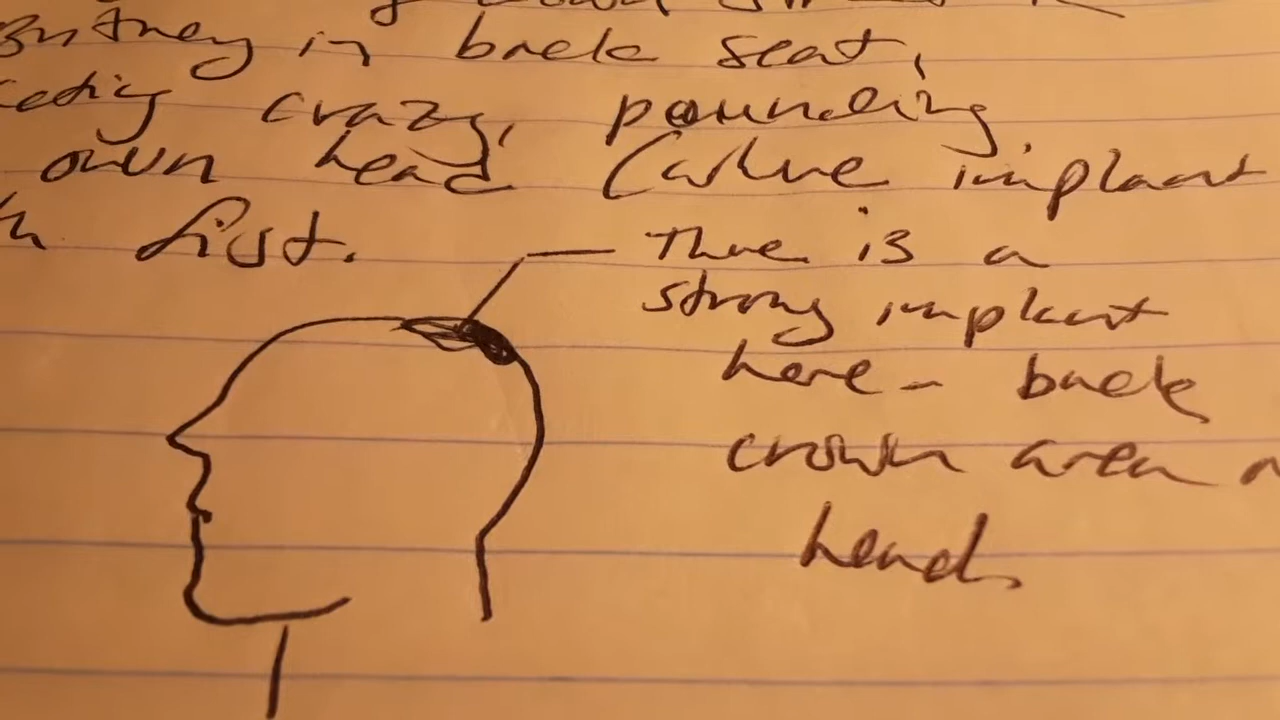 Britney in back seat,
crazy, pounding
own head (where implant
first.
There is a
strong implant
here - back
crown area
head.